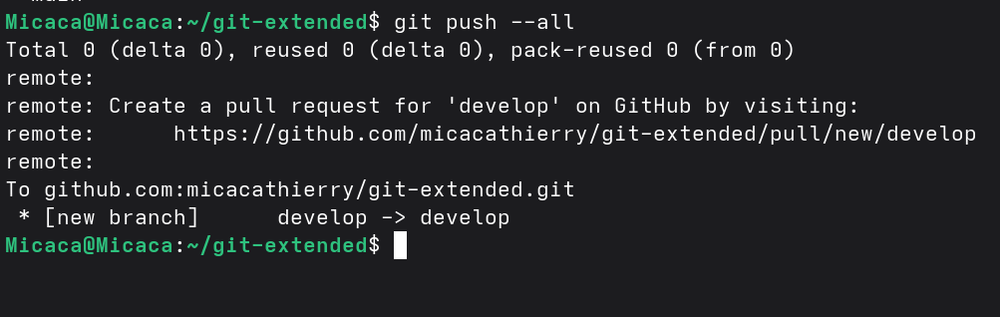 Micaca@Micaca:~/git-extended$ git push --all
Total 0 (delta 0), reused 0 (delta 0), pack-reused 0 (from 0)
remote:
remote: Create a pull request for 'develop' on GitHub by visiting:
remote:      https://github.com/micacathierry/git-extended/pull/new/develop
remote:
To github.com:micacathierry/git-extended.git
 * [new branch]      develop -> develop
Micaca@Micaca:~/git-extended$